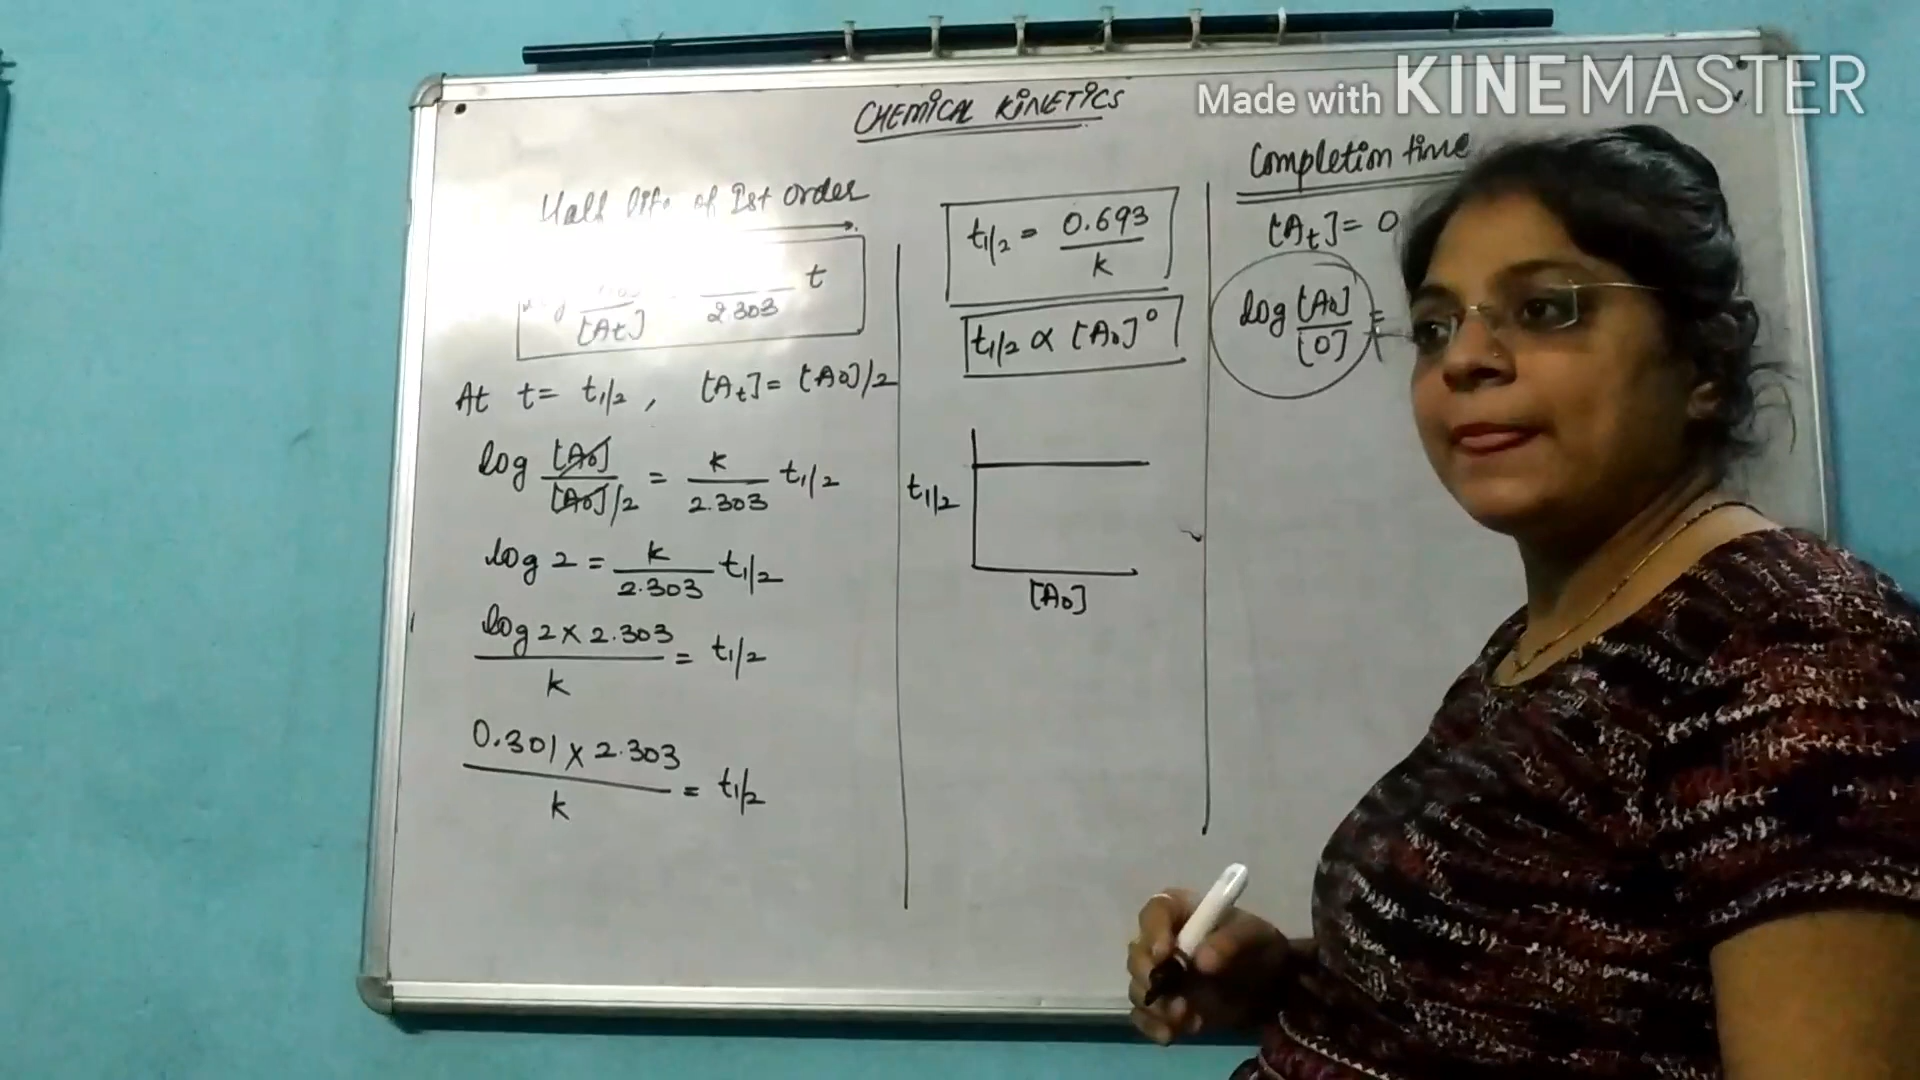 Made with KINEMASTER
CHEMICAL KINETICS
Half life of Ist order
[At] 2.303 t
At t = t1/2 , [At] = [A0]/2
log [A0] / [A0]/2 = k / 2.303 t1/2
log 2 = k / 2.303 t1/2
log 2 x 2.303 / k = t1/2
0.301 x 2.303 / k = t1/2
t1/2 = 0.693 / k
t1/2 ∝ [A0]⁰
t1/2
[A0]
Completion time
[At] = 0
log [A0] / [0] =